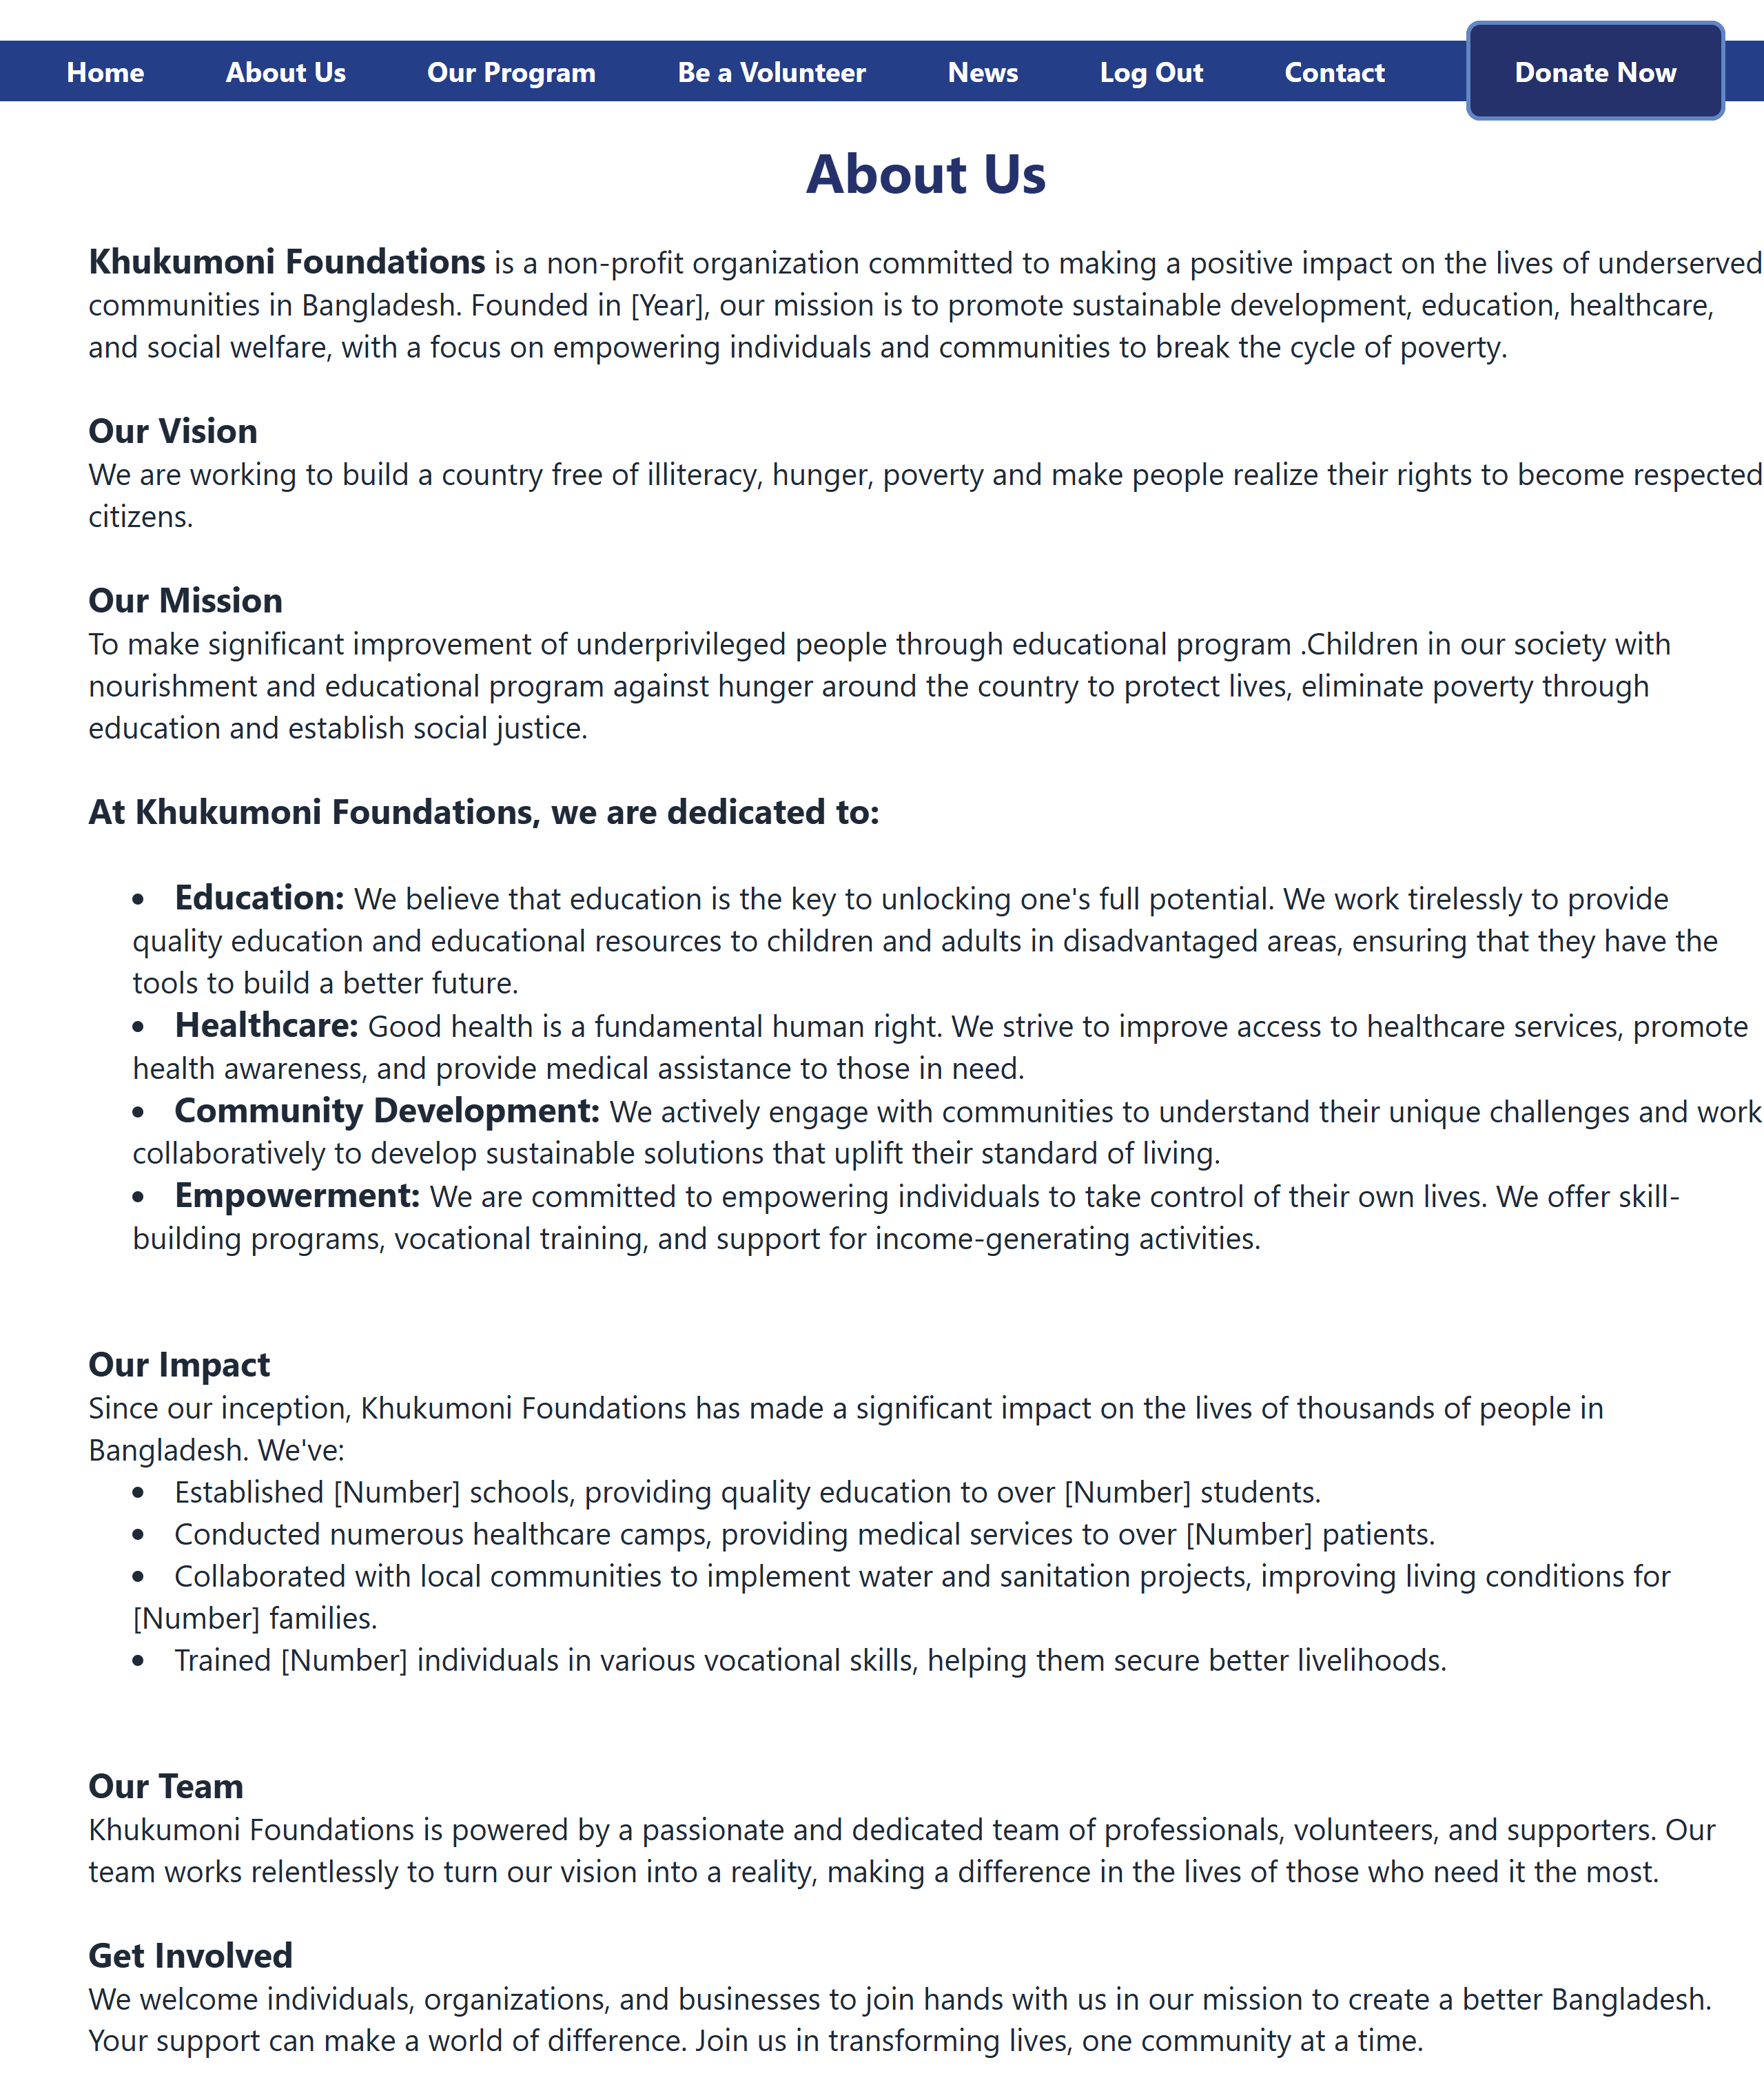 Home About Us Our Program Be a Volunteer News Log Out Contact Donate Now
About Us
Khukumoni Foundations is a non-profit organization committed to making a positive impact on the lives of underserved
communities in Bangladesh. Founded in [Year], our mission is to promote sustainable development, education, healthcare,
and social welfare, with a focus on empowering individuals and communities to break the cycle of poverty.
Our Vision
We are working to build a country free of illiteracy, hunger, poverty and make people realize their rights to become respected
citizens.
Our Mission
To make significant improvement of underprivileged people through educational program .Children in our society with
nourishment and educational program against hunger around the country to protect lives, eliminate poverty through
education and establish social justice.
At Khukumoni Foundations, we are dedicated to:
• Education: We believe that education is the key to unlocking one's full potential. We work tirelessly to provide
quality education and educational resources to children and adults in disadvantaged areas, ensuring that they have the
tools to build a better future.
• Healthcare: Good health is a fundamental human right. We strive to improve access to healthcare services, promote
health awareness, and provide medical assistance to those in need.
• Community Development: We actively engage with communities to understand their unique challenges and work
collaboratively to develop sustainable solutions that uplift their standard of living.
• Empowerment: We are committed to empowering individuals to take control of their own lives. We offer skill-
building programs, vocational training, and support for income-generating activities.
Our Impact
Since our inception, Khukumoni Foundations has made a significant impact on the lives of thousands of people in
Bangladesh. We've:
• Established [Number] schools, providing quality education to over [Number] students.
• Conducted numerous healthcare camps, providing medical services to over [Number] patients.
• Collaborated with local communities to implement water and sanitation projects, improving living conditions for
[Number] families.
• Trained [Number] individuals in various vocational skills, helping them secure better livelihoods.
Our Team
Khukumoni Foundations is powered by a passionate and dedicated team of professionals, volunteers, and supporters. Our
team works relentlessly to turn our vision into a reality, making a difference in the lives of those who need it the most.
Get Involved
We welcome individuals, organizations, and businesses to join hands with us in our mission to create a better Bangladesh.
Your support can make a world of difference. Join us in transforming lives, one community at a time.